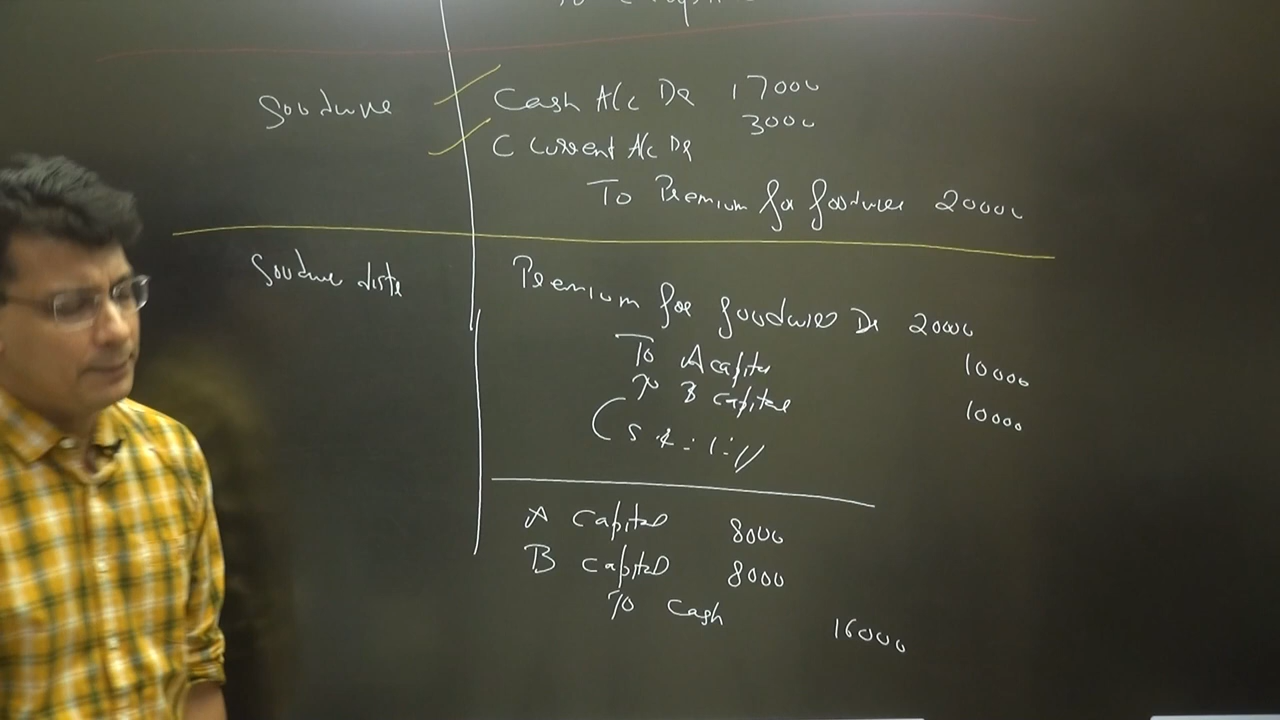 Goodwill
Cash A/c Dr 17000
3000
C Current A/c Dr
To Premium for Goodwill 20000
Goodwill distr
Premium for Goodwill Dr 20000
To A capital 10000
To B capital 10000
(SR :- 1:1)
A Capital 8000
B Capital 8000
To Cash 16000